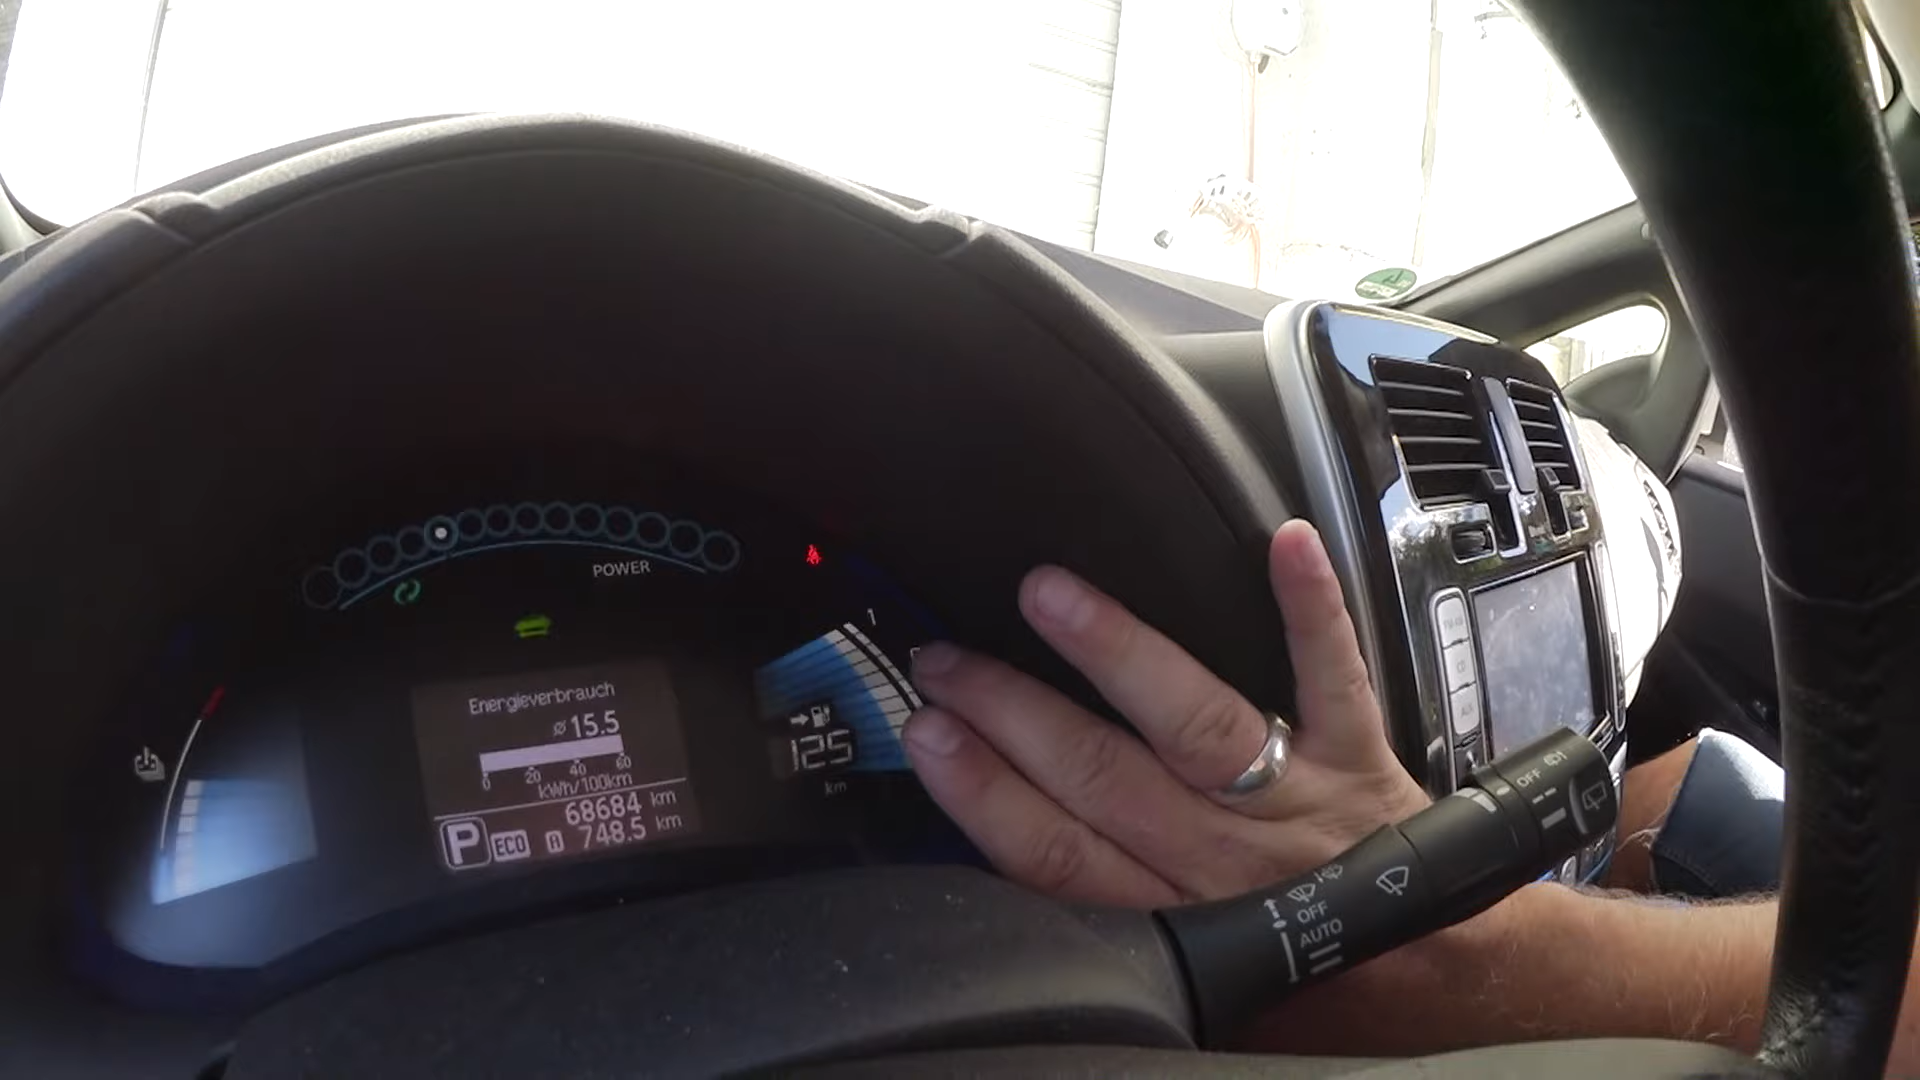 POWER
1
Energieverbrauch
ø 15.5
0 20 40 60
kWh/100km
68684 km
P ECO A 748.5 km
125
km
CD
OFF
OFF
AUTO